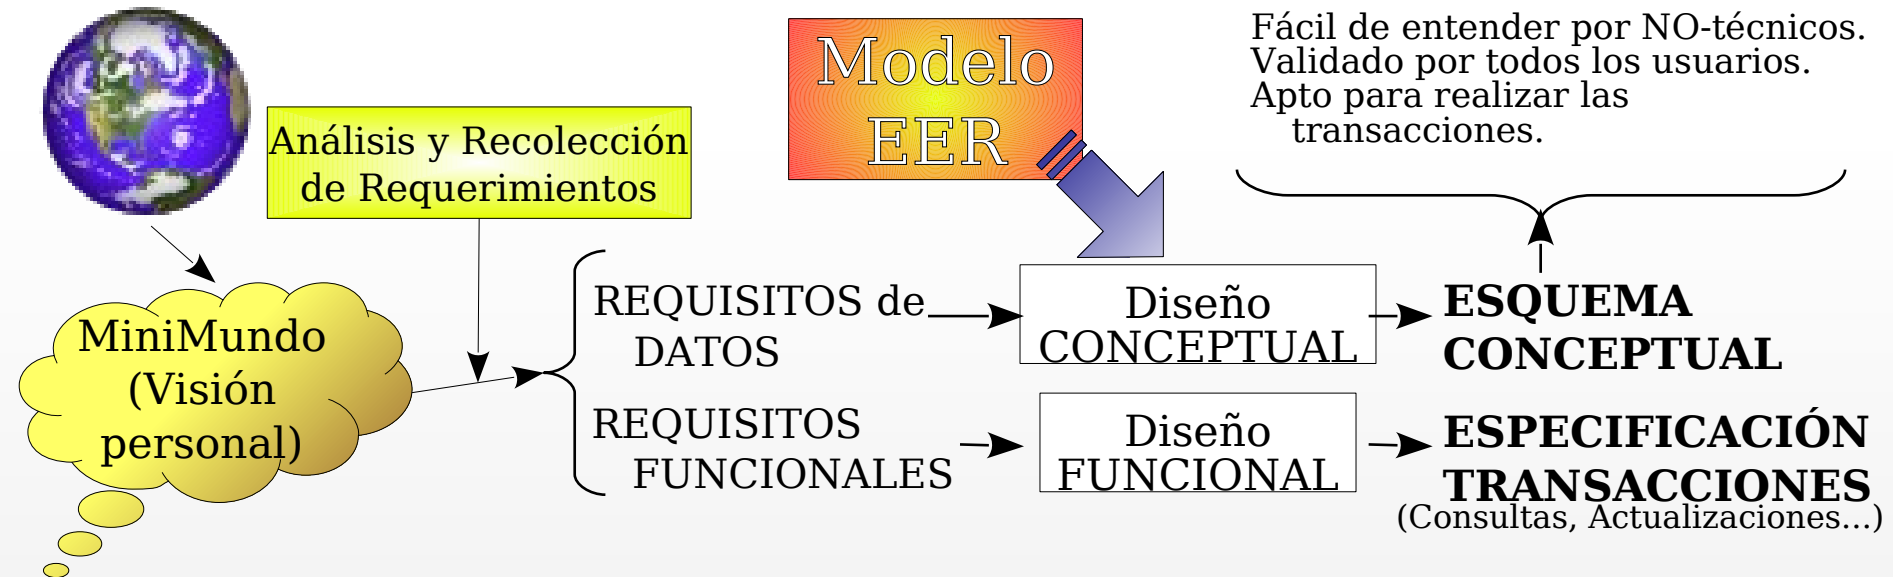 Análisis y Recolección
de Requerimientos
MiniMundo
(Visión
personal)
REQUISITOS de
DATOS
REQUISITOS
FUNCIONALES
Modelo
EER
Diseño
CONCEPTUAL
Diseño
FUNCIONAL
Fácil de entender por NO-técnicos.
Validado por todos los usuarios.
Apto para realizar las
transacciones.
ESQUEMA
CONCEPTUAL
ESPECIFICACIÓN
TRANSACCIONES
(Consultas, Actualizaciones...)